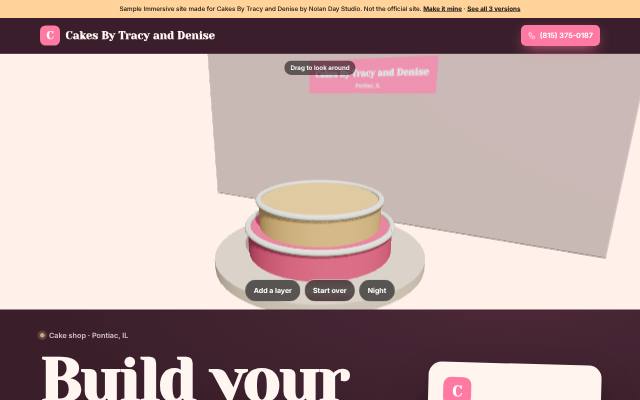 Sample Immersive site made for Cakes By Tracy and Denise by Nolan Day Studio. Not the official site. Make it mine · See all 3 versions
C Cakes By Tracy and Denise
(815) 375-0187
Drag to look around
Tracy and Denise
Pontiac, IL
Add a layer Start over Night
Cake shop · Pontiac, IL
Build your
C